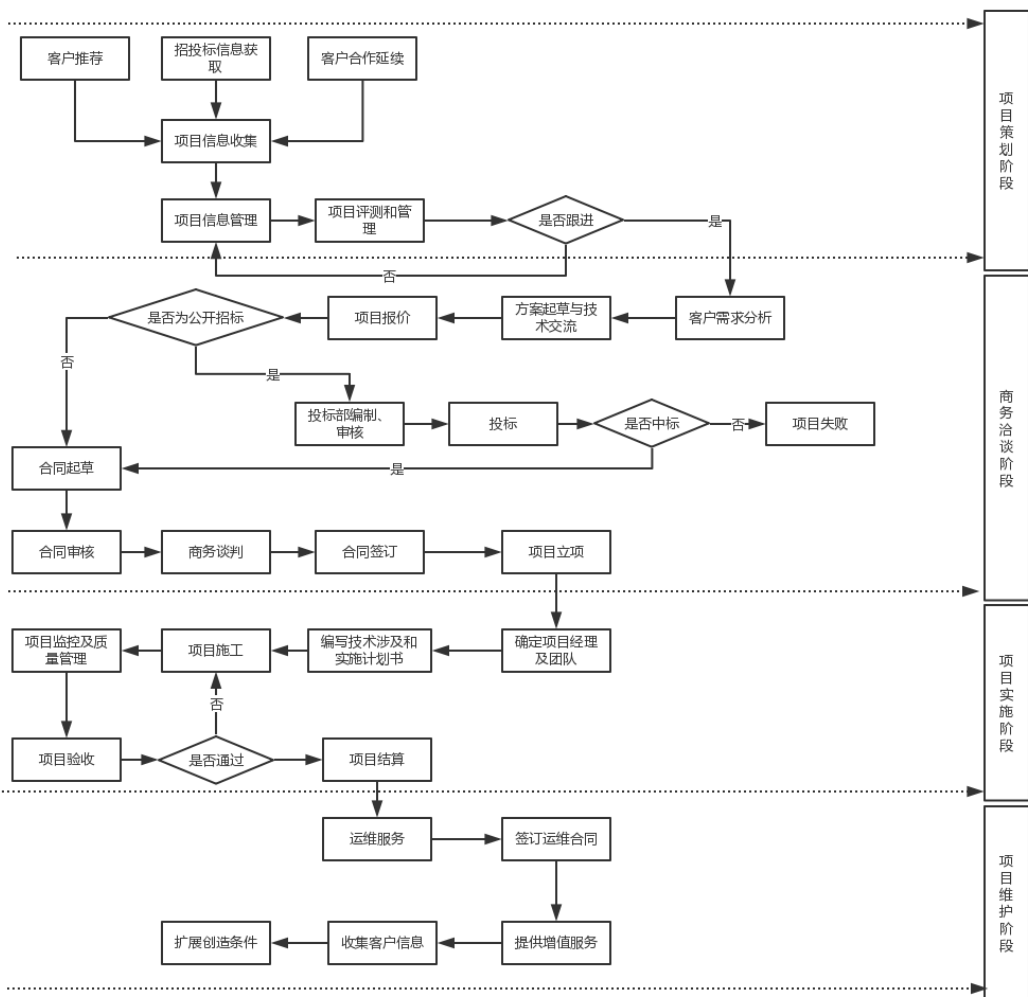 客户推荐
招投标信息获
取
客户合作延续
项目信息收集
项目信息管理
项目评测和管
理
是否跟进
是
否
项目策划阶段
是否为公开招标
项目报价
方案起草与技
术交流
客户需求分析
否
是
投标部编制、
审核
投标
是否中标
否
项目失败
合同起草
是
合同审核
商务谈判
合同签订
项目立项
商务洽谈阶段
项目监控及质
量管理
项目施工
编写技术涉及和
实施计划书
确定项目经理
及团队
否
项目验收
是否通过
项目结算
项目实施阶段
运维服务
签订运维合同
扩展创造条件
收集客户信息
提供增值服务
项目维护阶段